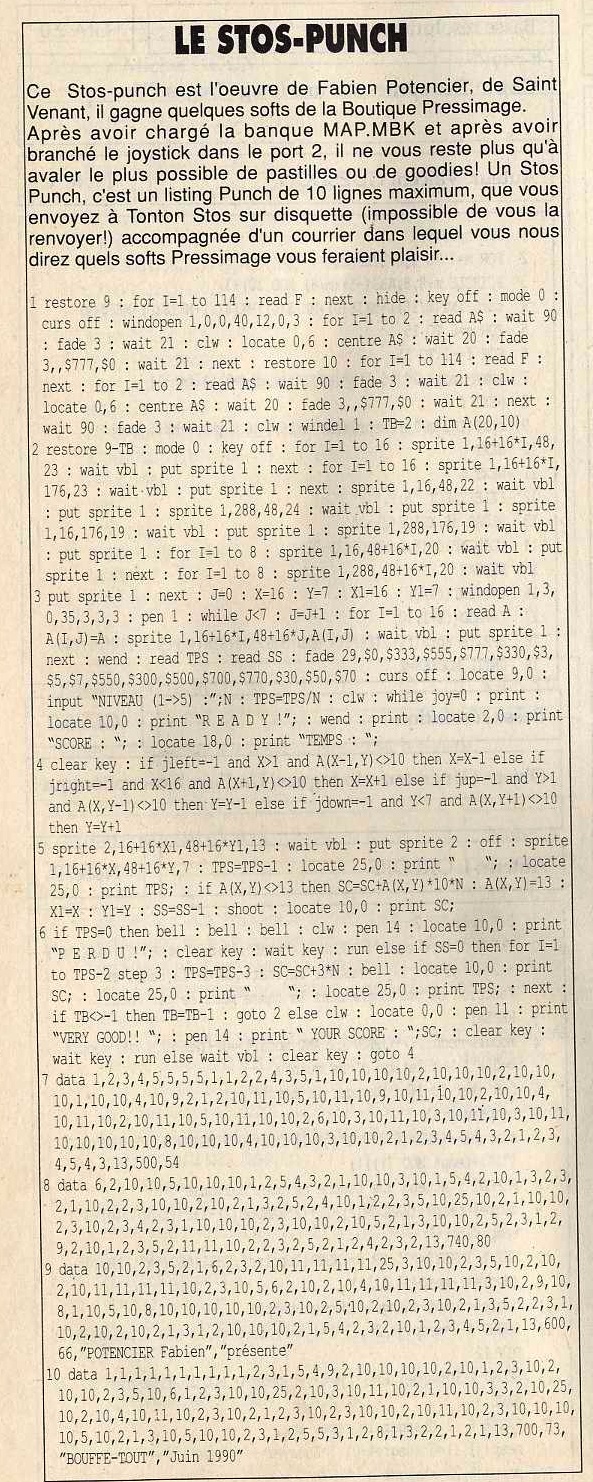 LE STOS-PUNCH
Ce Stos-punch est l'oeuvre de Fabien Potencier, de Saint
Venant, il gagne quelques softs de la Boutique Pressimage.
Après avoir chargé la banque MAP.MBK et après avoir
branché le joystick dans le port 2, il ne vous reste plus qu'à
avaler le plus possible de pastilles ou de goodies! Un Stos
Punch, c'est un listing Punch de 10 lignes maximum, que vous
envoyez à Tonton Stos sur disquette (impossible de vous la
renvoyer!) accompagnée d'un courrier dans lequel vous nous
direz quels softs Pressimage vous feraient plaisir...
1 restore 9 : for I=1 to 114 : read F : next : hide : key off : mode 0 :
curs off : windopen 1,0,0,40,12,0,3 : for I=1 to 2 : read A$ : wait 90
: fade 3 : wait 21 : clw : locate 0,6 : centre A$ : wait 20 : fade
3,,$777,$0 : wait 21 : next : restore 10 : for I=1 to 114 : read F :
next : for I=1 to 2 : read A$ : wait 90 : fade 3 : wait 21 : clw :
locate 0,6 : centre A$ : wait 20 : fade 3,,$777,$0 : wait 21 : next :
wait 90 : fade 3 : wait 21 : clw : windel 1 : TB=2 : dim A(20,10)
2 restore 9-TB : mode 0 : key off : for I=1 to 16 : sprite 1,16+16*I,48,
23 : wait vbl : put sprite 1 : next : for I=1 to 16 : sprite 1,16+16*I,
176,23 : wait vbl : put sprite 1 : next : sprite 1,16,48,22 : wait vbl
: put sprite 1 : sprite 1,288,48,24 : wait vbl : put sprite 1 : sprite
1,16,176,19 : wait vbl : put sprite 1 : sprite 1,288,176,19 : wait vbl
: put sprite 1 : for I=1 to 8 : sprite 1,16,48+16*I,20 : wait vbl : put
sprite 1 : next : for I=1 to 8 : sprite 1,288,48+16*I,20 : wait vbl
3 put sprite 1 : next : J=0 : X=16 : Y=7 : X1=16 : Y1=7 : windopen 1,3,
0,35,3,3,3 : pen 1 : while J<7 : J=J+1 : for I=1 to 16 : read A :
A(I,J)=A : sprite 1,16+16*I,48+16*J,A(I,J) : wait vbl : put sprite 1 :
next : wend : read TPS : read SS : fade 29,$0,$333,$555,$777,$330,$3,
$5,$7,$550,$300,$500,$700,$770,$30,$50,$70 : curs off : locate 9,0 :
input "NIVEAU (1->5) :";N : TPS=TPS/N : clw : while joy=0 : print :
locate 10,0 : print "R E A D Y !"; : wend : print : locate 2,0 : print
"SCORE : "; : locate 18,0 : print "TEMPS : ";
4 clear key : if jleft=-1 and X>1 and A(X-1,Y)<>10 then X=X-1 else if
jright=-1 and X<16 and A(X+1,Y)<>10 then X=X+1 else if jup=-1 and Y>1
and A(X,Y-1)<>10 then Y=Y-1 else if jdown=-1 and Y<7 and A(X,Y+1)<>10
then Y=Y+1
5 sprite 2,16+16*X1,48+16*Y1,13 : wait vbl : put sprite 2 : off : sprite
1,16+16*X,48+16*Y,7 : TPS=TPS-1 : locate 25,0 : print "    "; : locate
25,0 : print TPS; : if A(X,Y)<>13 then SC=SC+A(X,Y)*10*N : A(X,Y)=13 :
X1=X : Y1=Y : SS=SS-1 : shoot : locate 10,0 : print SC;
6 if TPS=0 then bell : bell : bell : clw : pen 14 : locate 10,0 : print
"P E R D U !"; : clear key : wait key : run else if SS=0 then for I=1
to TPS-2 step 3 : TPS=TPS-3 : SC=SC+3*N : bell : locate 10,0 : print
SC; : locate 25,0 : print "    "; : locate 25,0 : print TPS; : next :
if TB<>-1 then TB=TB-1 : goto 2 else clw : locate 0,0 : pen 11 : print
"VERY GOOD!! "; : pen 14 : print " YOUR SCORE : ";SC; : clear key :
wait key : run else wait vbl : clear key : goto 4
7 data 1,2,3,4,5,5,5,5,1,1,2,2,4,3,5,1,10,10,10,10,2,10,10,10,2,10,10,
10,1,10,10,4,10,9,2,1,2,10,11,10,5,10,11,10,9,10,11,10,10,2,10,10,4,
10,11,10,2,10,11,10,5,10,11,10,10,2,6,10,3,10,11,10,3,10,11,10,3,10,11,
10,10,10,10,10,8,10,10,10,4,10,10,10,3,10,10,2,1,2,3,4,5,4,3,2,1,2,3,
4,5,4,3,13,500,54
8 data 6,2,10,10,5,10,10,10,1,2,5,4,3,2,1,10,10,3,10,1,5,4,2,10,1,3,2,3,
2,1,10,2,2,3,10,10,2,10,2,1,3,2,5,2,4,10,1,2,2,3,5,10,25,10,2,1,10,10,
2,3,10,2,3,4,2,3,1,10,10,10,2,3,10,10,2,10,5,2,1,3,10,10,2,5,2,3,1,2,
9,2,10,1,2,3,5,2,11,11,10,2,2,3,2,5,2,1,2,4,2,3,2,13,740,80
9 data 10,10,2,3,5,2,1,6,2,3,2,10,11,11,11,11,25,3,10,10,2,3,5,10,2,10,
2,10,11,11,11,11,10,2,3,10,5,6,2,10,2,10,4,10,11,11,11,11,3,10,2,9,10,
8,1,10,5,10,8,10,10,10,10,10,2,3,10,2,5,10,2,10,2,3,10,2,1,3,5,2,2,3,1,
10,2,10,2,10,2,1,3,1,2,10,10,10,2,1,5,4,2,3,2,10,1,2,3,4,5,2,1,13,600,
66,"POTENCIER Fabien","présente"
10 data 1,1,1,1,1,1,1,1,1,1,2,3,1,5,4,9,2,10,10,10,10,2,10,1,2,3,10,2,
10,10,2,3,5,10,6,1,2,3,10,10,25,2,10,3,10,11,10,2,1,10,10,3,3,2,10,25,
10,2,10,4,10,11,10,2,3,10,2,1,2,3,10,2,3,10,10,2,10,11,10,2,3,10,10,10,
10,5,10,2,1,3,10,5,10,10,2,3,1,2,5,5,3,1,2,8,1,3,2,2,1,2,1,13,700,73,
"BOUFFE-TOUT","Juin 1990"